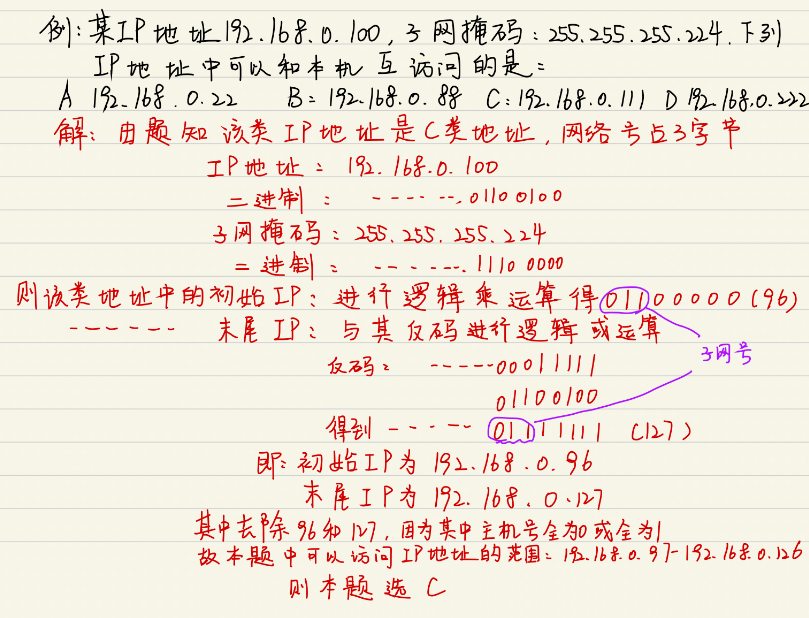 例:某IP地址192.168.0.100,子网掩码:255.255.255.224.下列
IP地址中可以和本机互访问的是:
A 192.168.0.22 B:192.168.0.88 C:192.168.0.111 D 192.168.0.222
解:由题知该类IP地址是C类地址,网络号占3字节
IP地址:192.168.0.100
二进制:------.01100100
子网掩码:255.255.255.224
二进制:------.11100000
则该类地址中的初始IP:进行逻辑乘运算得01100000(96)
------ 末尾IP:与其反码进行逻辑或运算
子网号
反码:-----00011111
01100100
得到-----01111111 (127)
即:初始IP为192.168.0.96
末尾IP为192.168.0.127
其中去除96和127,因为其中主机号全为0或全为1
故本题中可以访问IP地址的范围:192.168.0.97-192.168.0.126
则本题选C